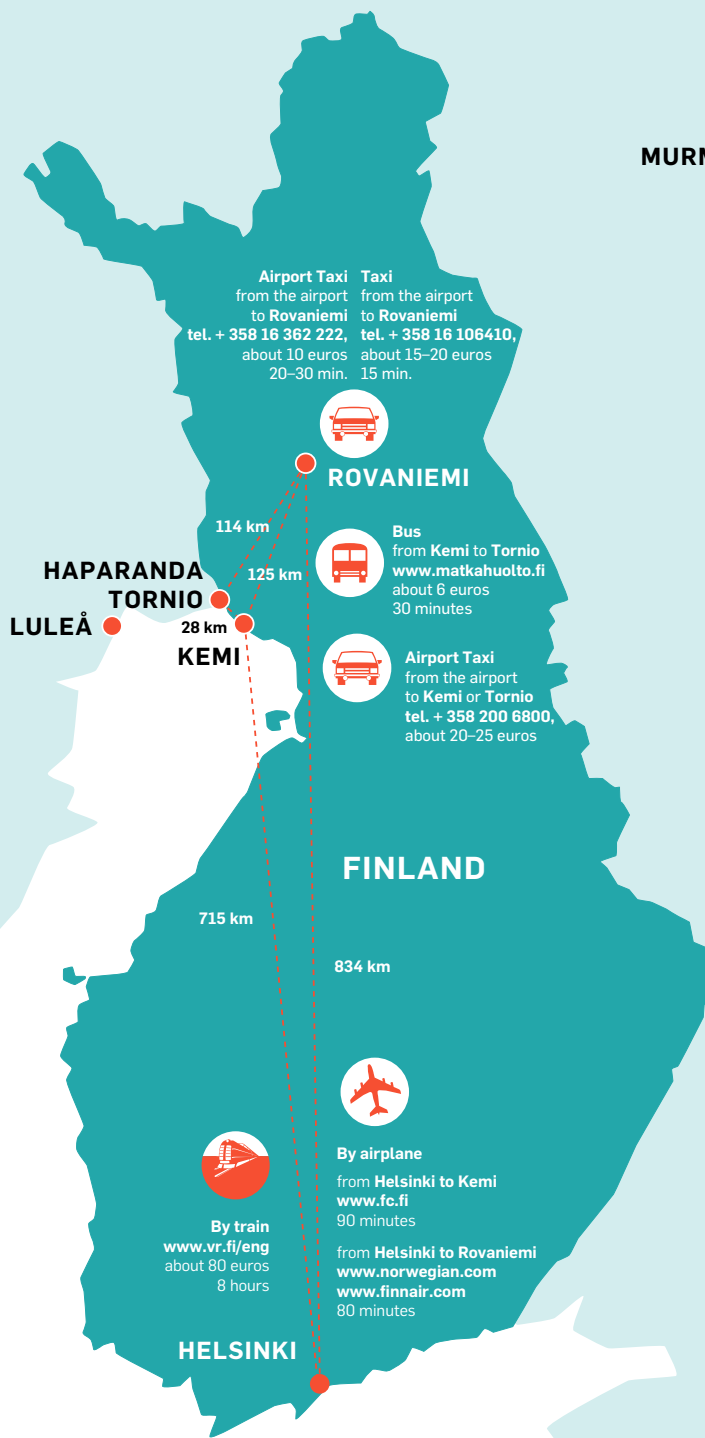 MURM
Airport Taxi
from the airport
to Rovaniemi
tel. + 358 16 362 222,
about 10 euros
20–30 min.
Taxi
from the airport
to Rovaniemi
tel. + 358 16 106410,
about 15–20 euros
15 min.
ROVANIEMI
114 km
125 km
Bus
from Kemi to Tornio
www.matkahuolto.fi
about 6 euros
30 minutes
HAPARANDA
TORNIO
LULEÅ
28 km
KEMI
Airport Taxi
from the airport
to Kemi or Tornio
tel. + 358 200 6800,
about 20–25 euros
FINLAND
715 km
834 km
By airplane
from Helsinki to Kemi
www.fc.fi
90 minutes
from Helsinki to Rovaniemi
www.norwegian.com
www.finnair.com
80 minutes
By train
www.vr.fi/eng
about 80 euros
8 hours
HELSINKI